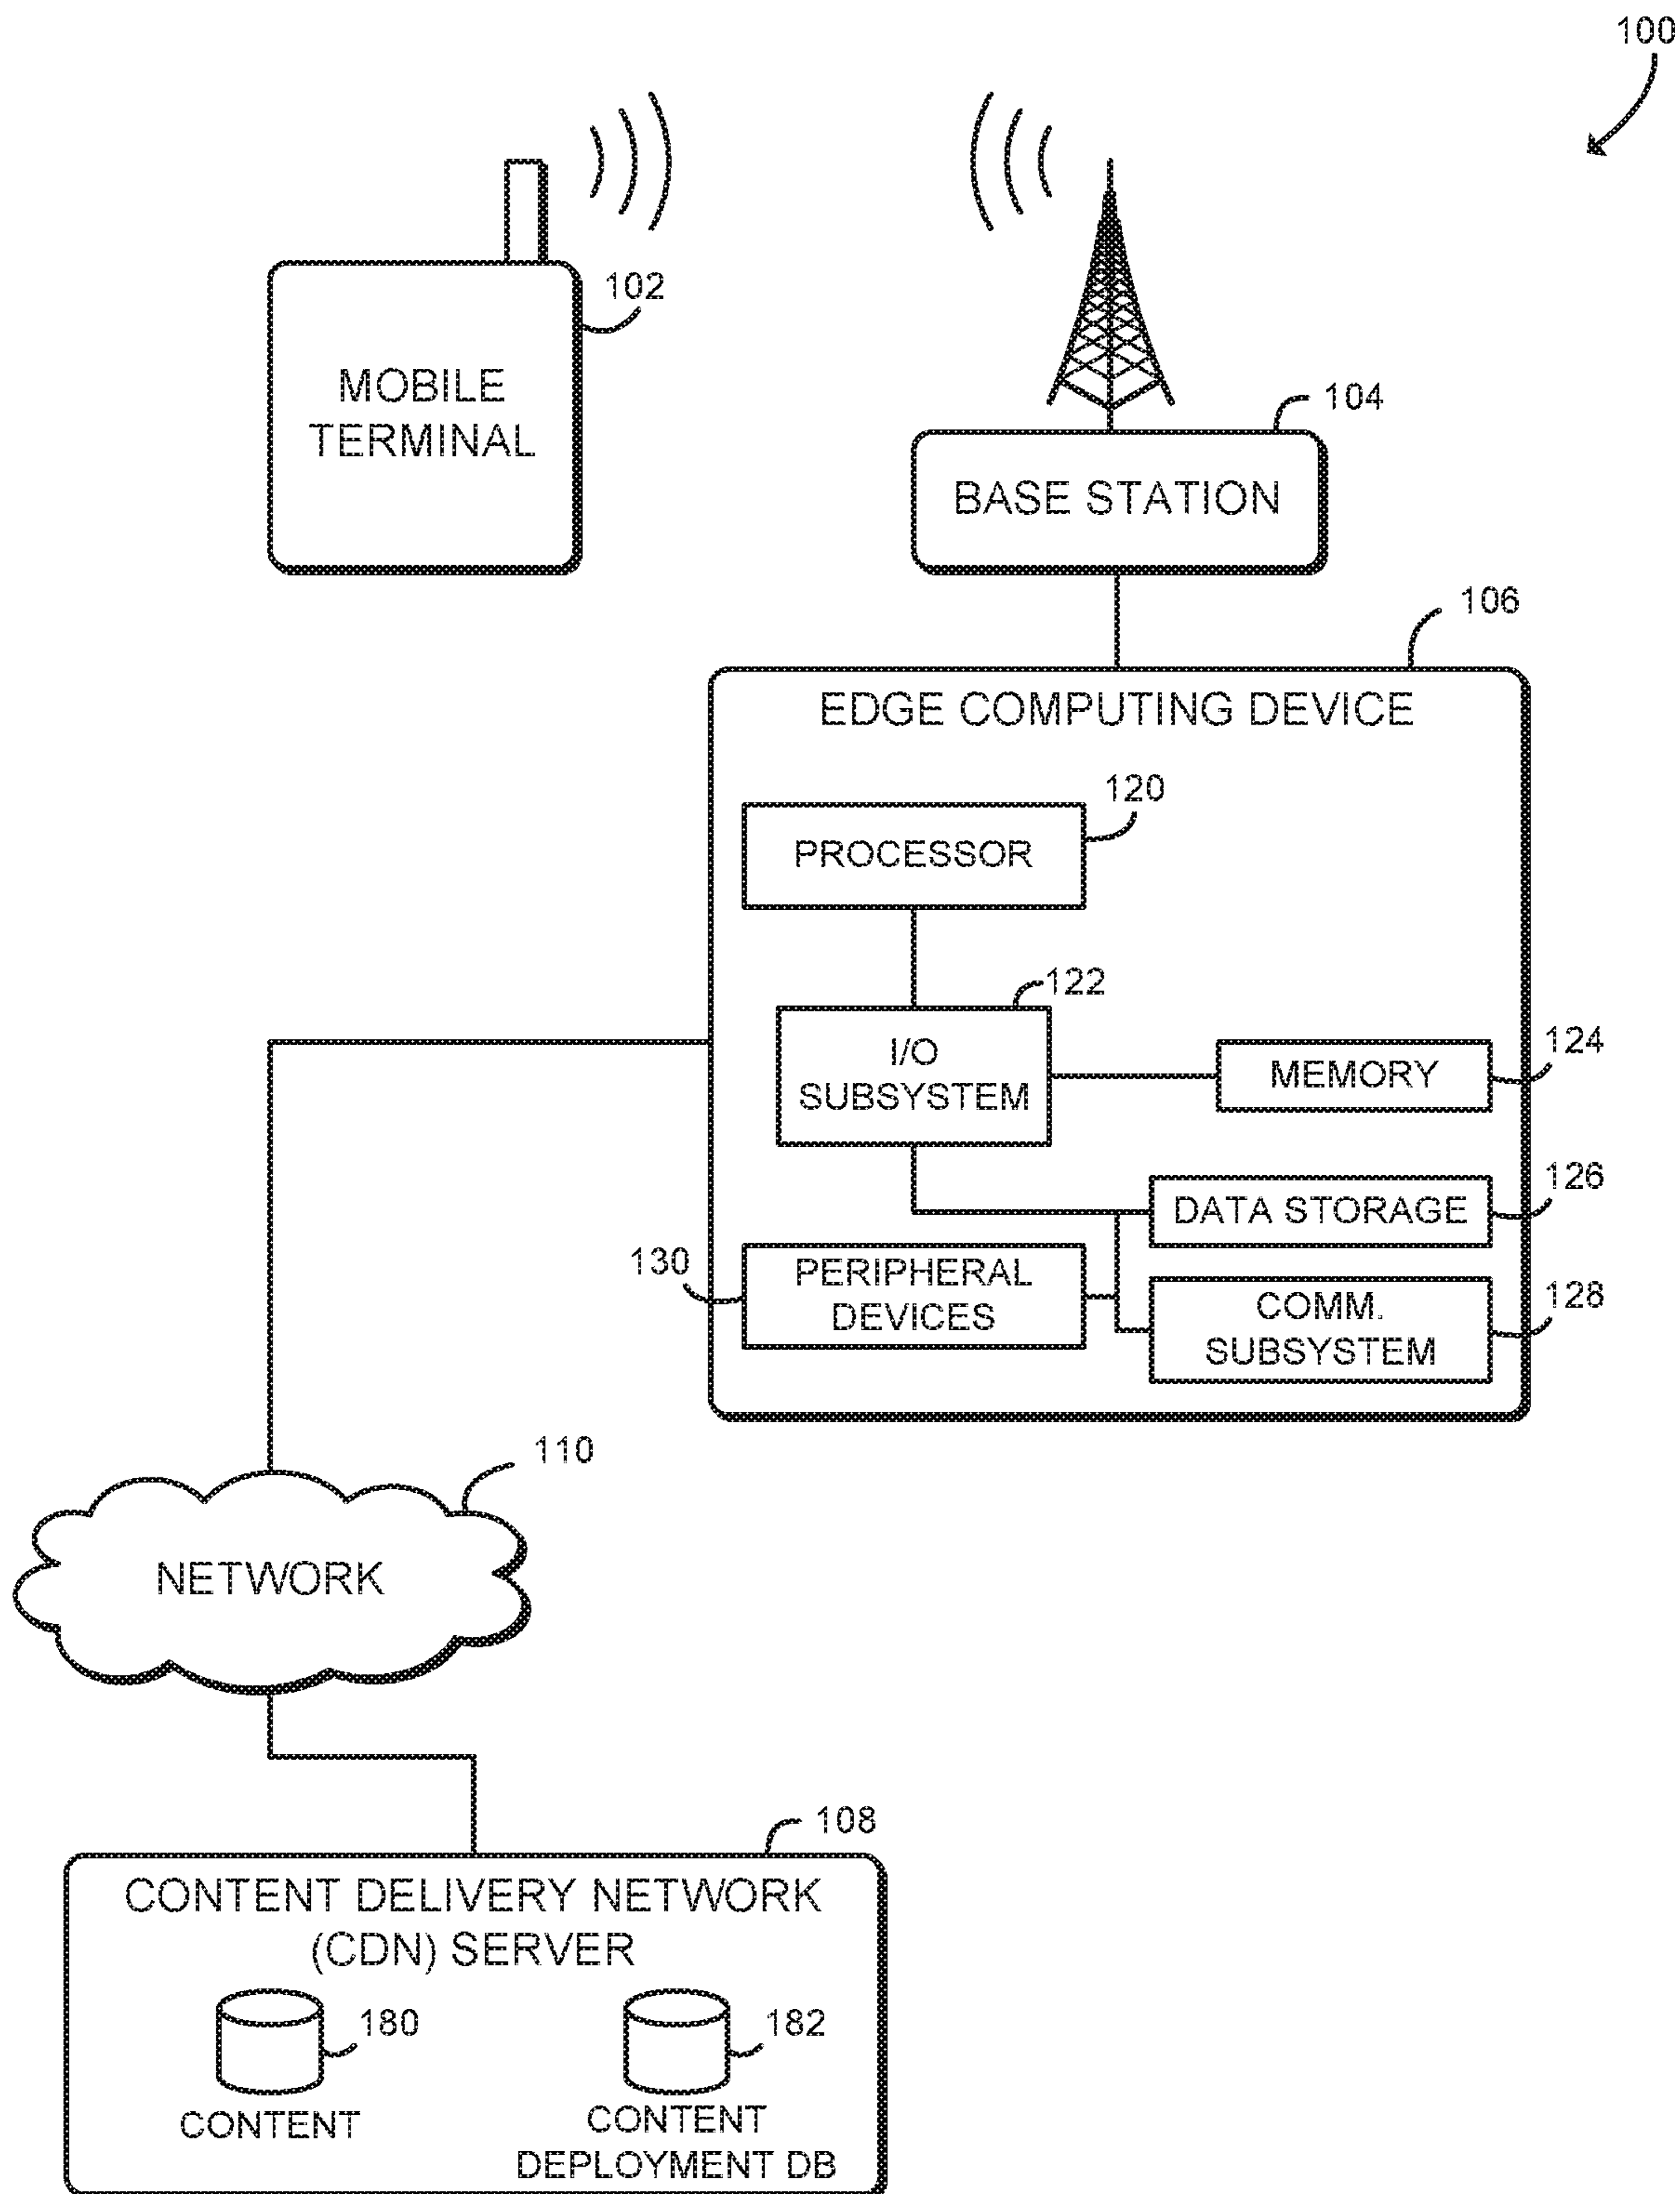 100
102
MOBILE
TERMINAL
104
BASE STATION
106
EDGE COMPUTING DEVICE
120
PROCESSOR
122
I/O
SUBSYSTEM
124
MEMORY
126
DATA STORAGE
130
PERIPHERAL
DEVICES
128
COMM.
SUBSYSTEM
110
NETWORK
108
CONTENT DELIVERY NETWORK
(CDN) SERVER
180
CONTENT
182
CONTENT
DEPLOYMENT DB